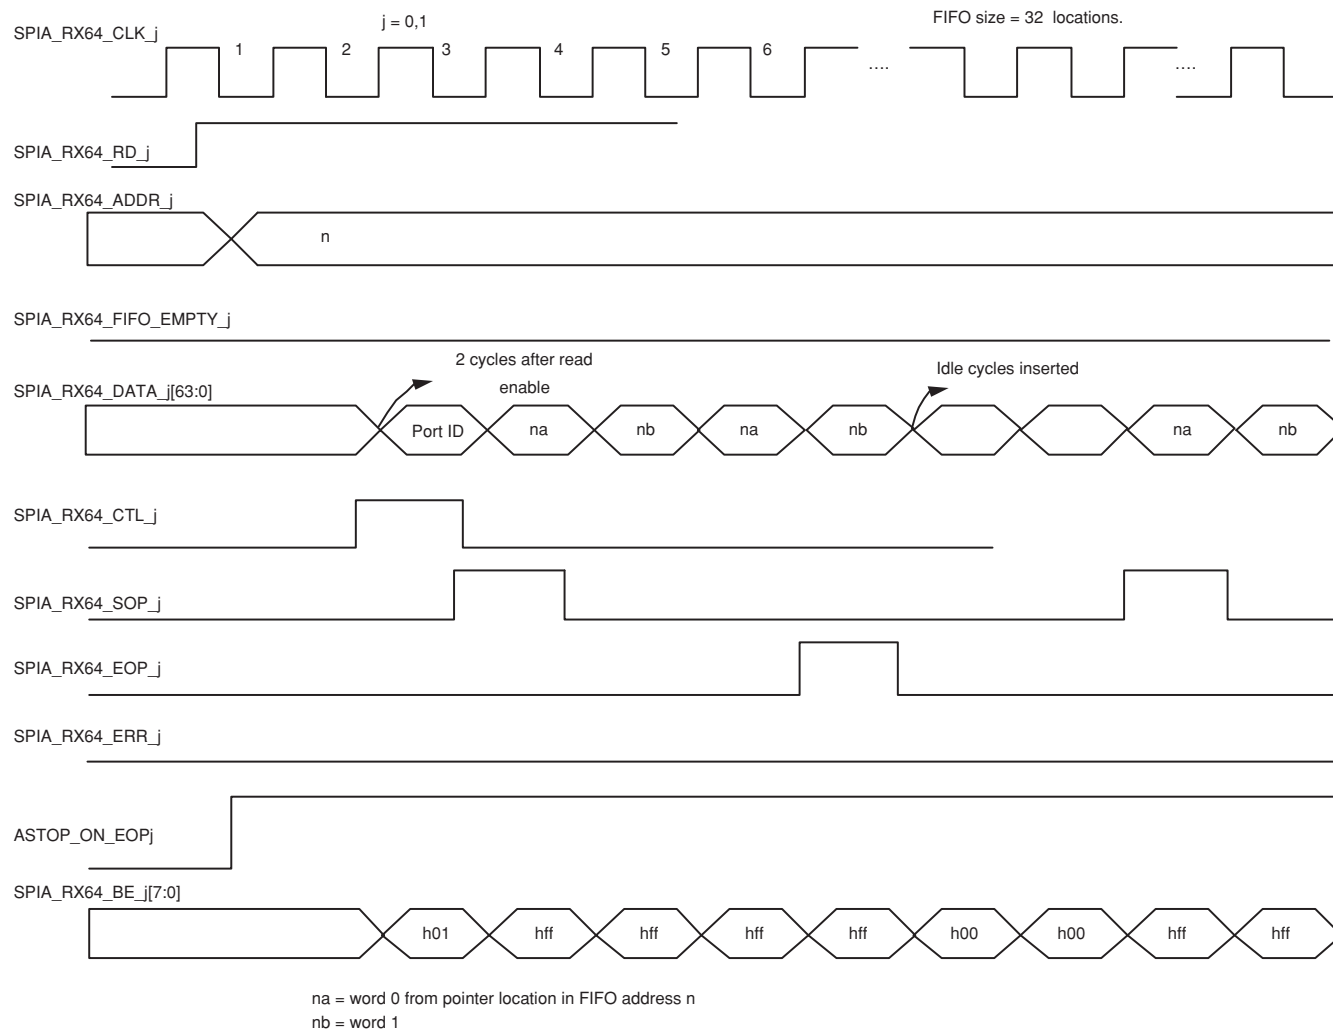 j = 0,1
FIFO size = 32 locations.
SPIA_RX64_CLK_j
1 2 3 4 5 6 .... ....
SPIA_RX64_RD_j
SPIA_RX64_ADDR_j
n
SPIA_RX64_FIFO_EMPTY_j
2 cycles after read
enable
Idle cycles inserted
SPIA_RX64_DATA_j[63:0]
Port ID na nb na nb na nb
SPIA_RX64_CTL_j
SPIA_RX64_SOP_j
SPIA_RX64_EOP_j
SPIA_RX64_ERR_j
ASTOP_ON_EOPj
SPIA_RX64_BE_j[7:0]
h01 hff hff hff hff h00 h00 hff hff
na = word 0 from pointer location in FIFO address n
nb = word 1